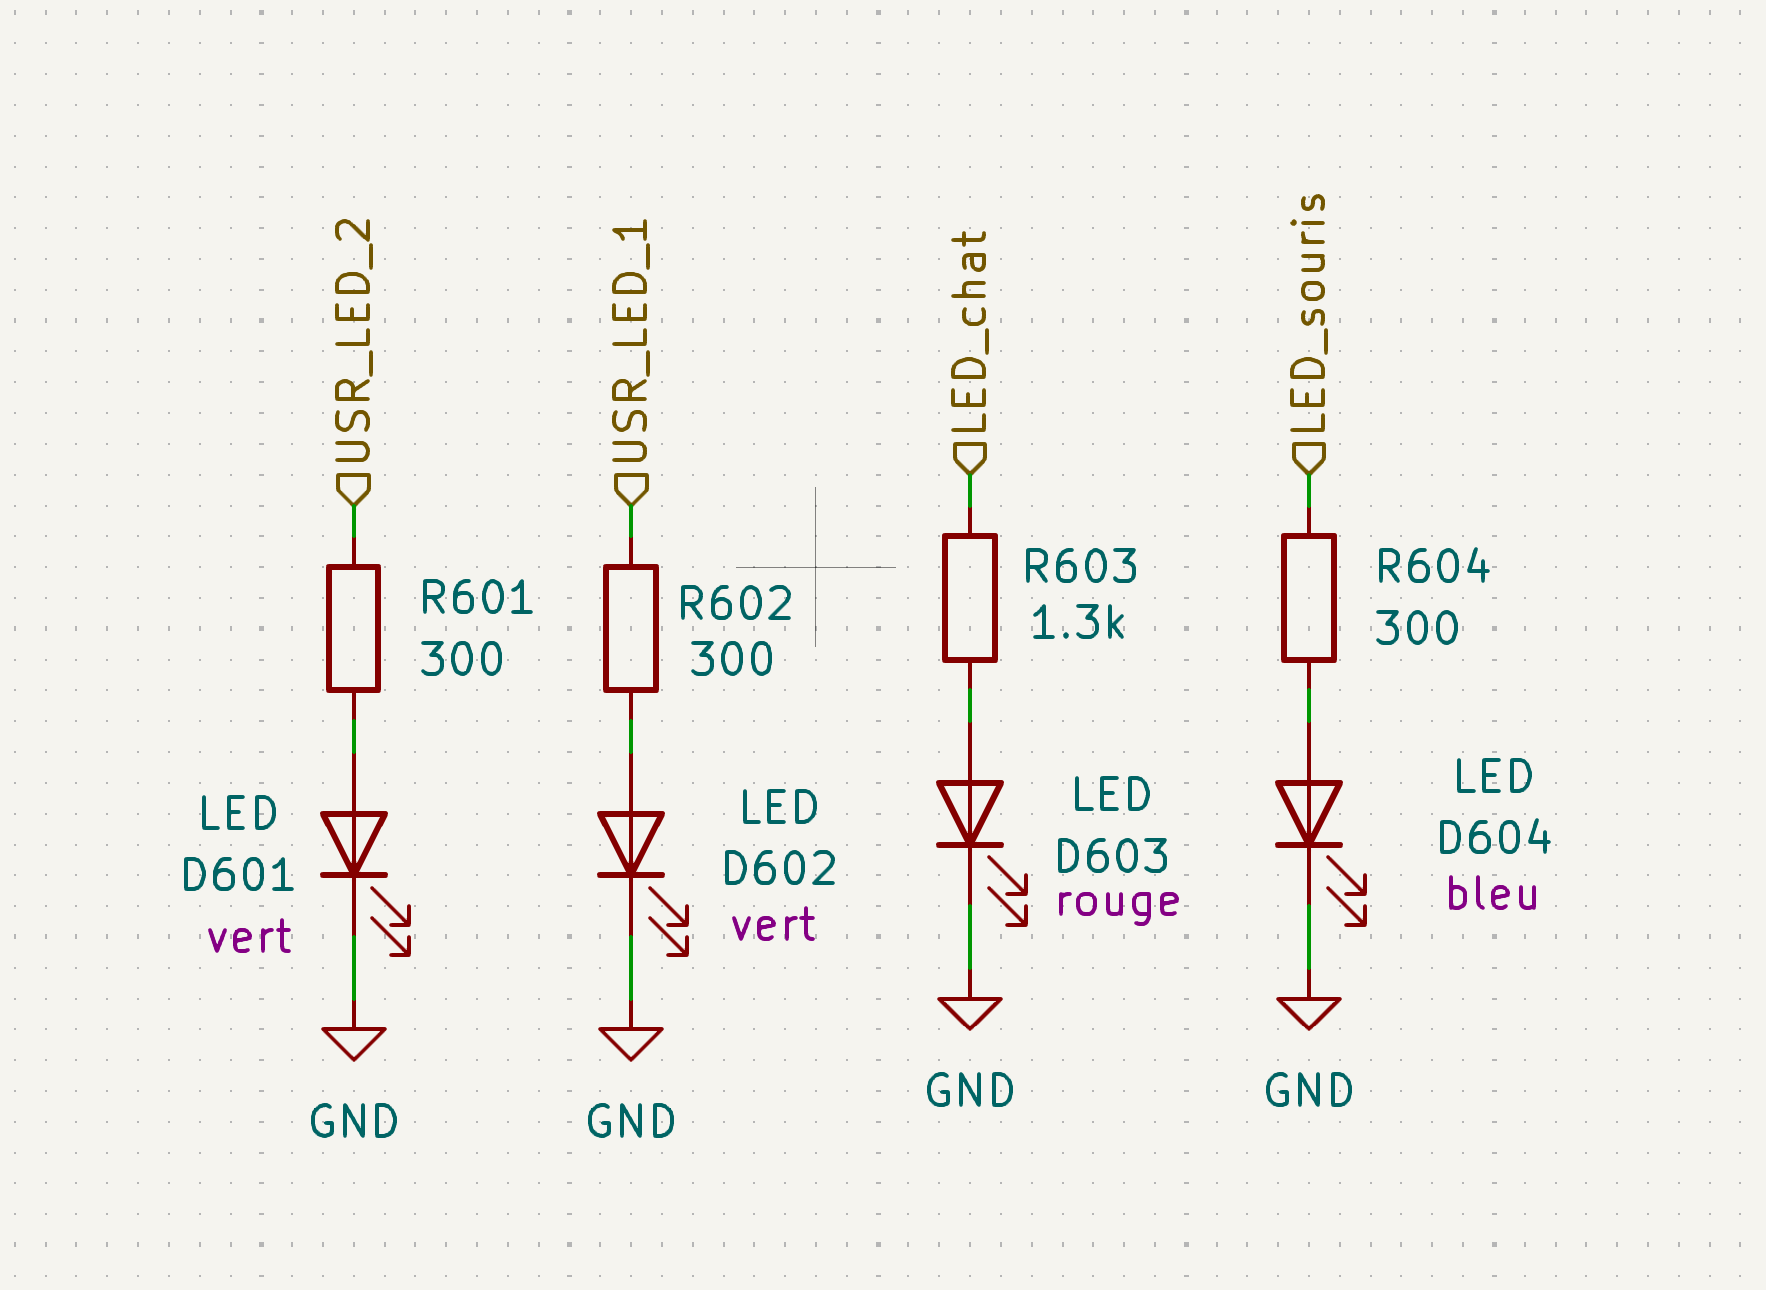 USR_LED_2
USR_LED_1
LED_chat
LED_souris
R601
300
R602
300
R603
1.3k
R604
300
LED
D601
vert
LED
D602
vert
LED
D603
rouge
LED
D604
bleu
GND
GND
GND
GND